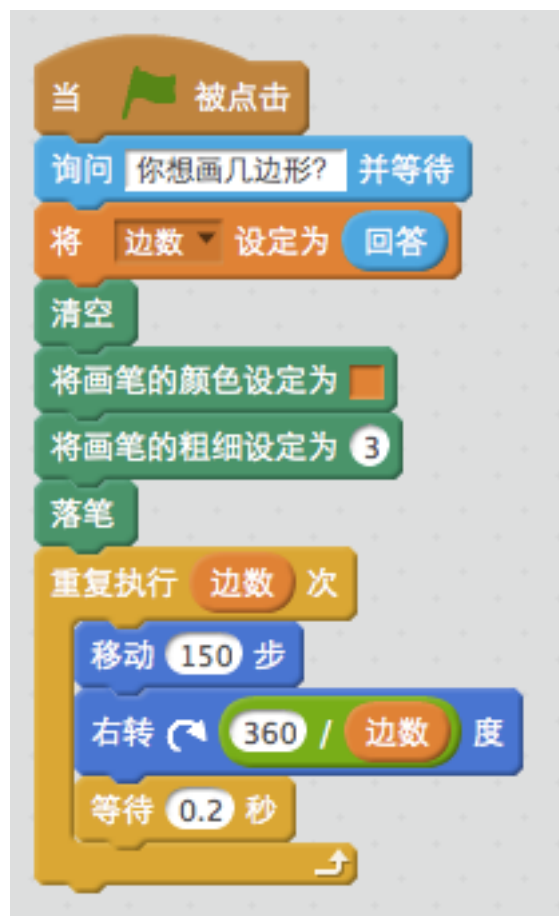 当 被点击
询问 你想画几边形? 并等待
将 边数 设定为 回答
清空
将画笔的颜色设定为
将画笔的粗细设定为 3
落笔
重复执行 边数 次
移动 150 步
右转 360 / 边数 度
等待 0.2 秒